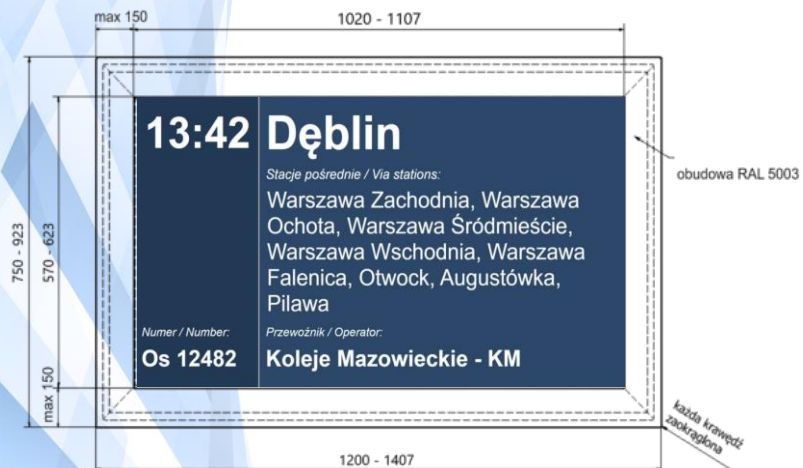 max 150
1020 - 1107
13:42
Dęblin
Stacje pośrednie / Via stations:
Warszawa Zachodnia, Warszawa
Ochota, Warszawa Śródmieście,
Warszawa Wschodnia, Warszawa
Falenica, Otwock, Augustówka,
Pilawa
Numer / Number:
Os 12482
Przewoźnik / Operator:
Koleje Mazowieckie - KM
obudowa RAL 5003
750 - 923
570 - 623
max 150
każda krawędź
zaokrąglona
1200 - 1407